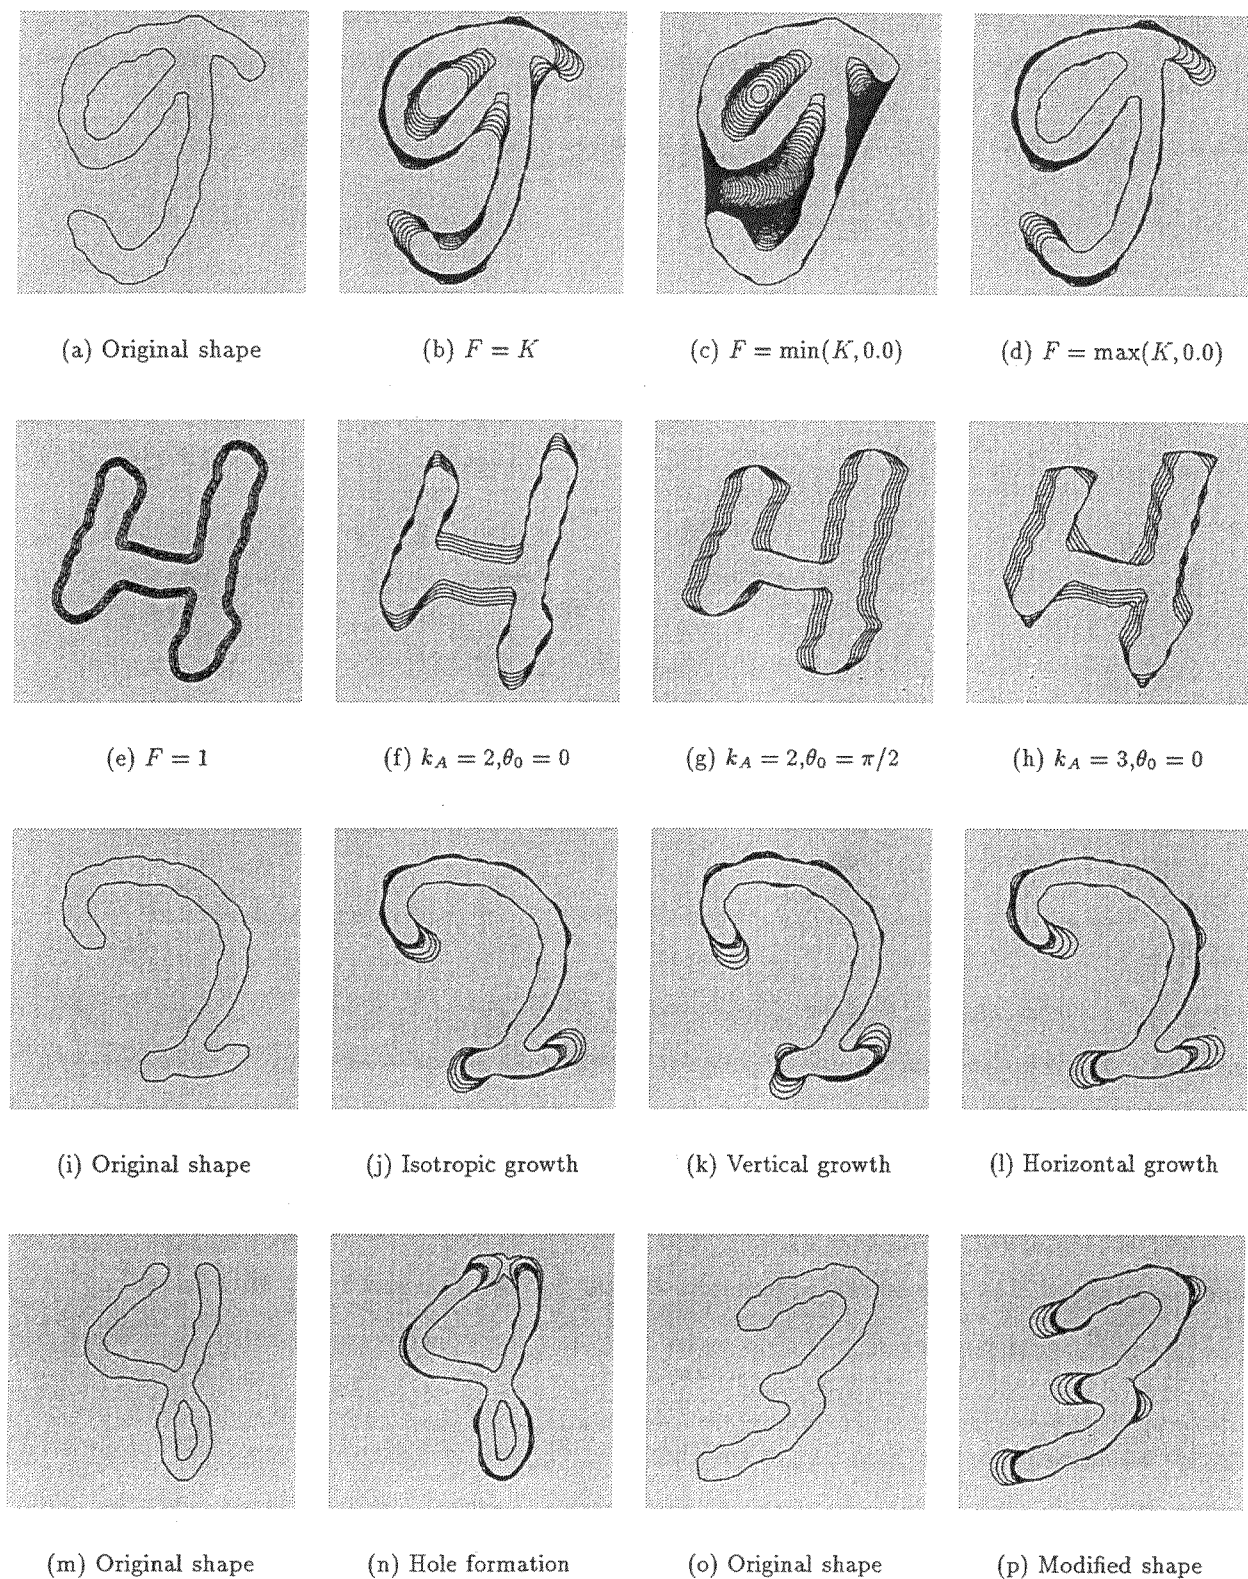 (a) Original shape (b) F = K (c) F = min(K, 0.0) (d) F = max(K, 0.0)
(e) F = 1 (f) k_A = 2,θ_0 = 0 (g) k_A = 2,θ_0 = π/2 (h) k_A = 3,θ_0 = 0
(i) Original shape (j) Isotropic growth (k) Vertical growth (l) Horizontal growth
(m) Original shape (n) Hole formation (o) Original shape (p) Modified shape